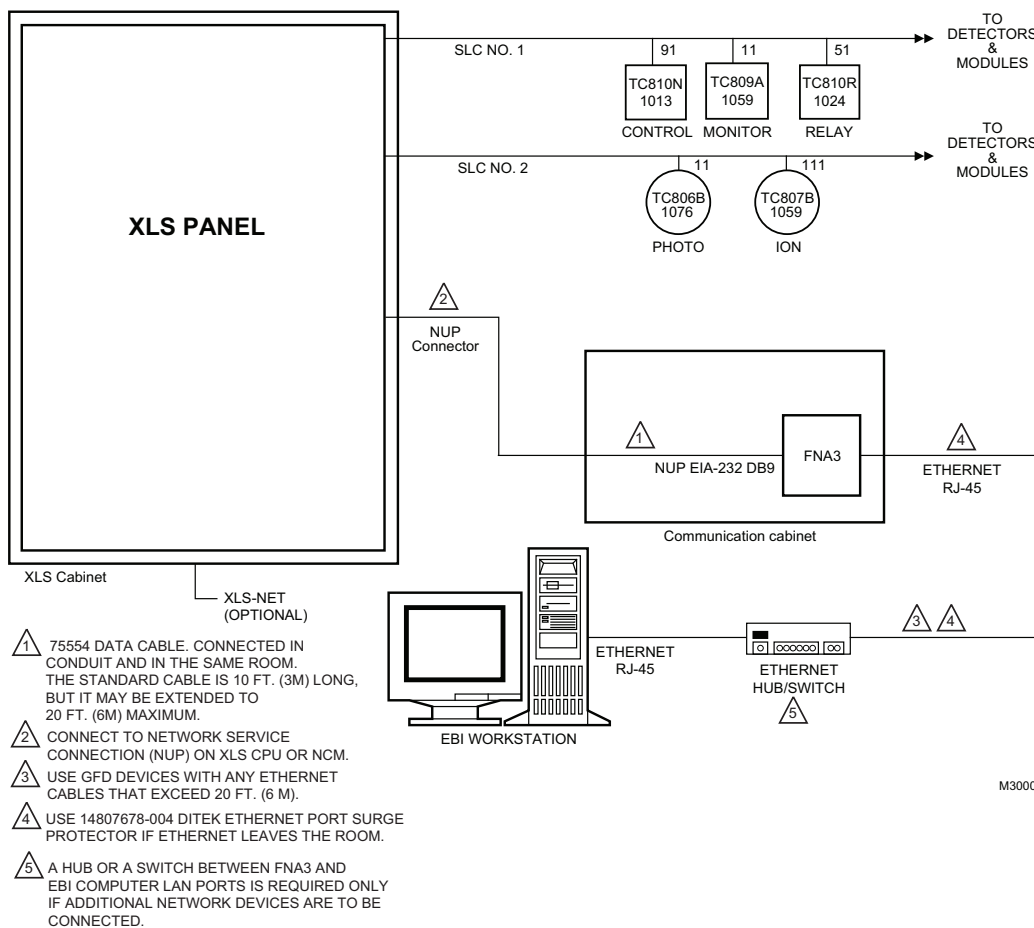 XLS PANEL
SLC NO. 1
91
11
51
TC810N
1013
TC809A
1059
TC810R
1024
CONTROL
MONITOR
RELAY
TO
DETECTORS
&
MODULES
SLC NO. 2
11
111
TC806B
1076
TC807B
1059
PHOTO
ION
TO
DETECTORS
&
MODULES
2
NUP
Connector
1
NUP EIA-232 DB9
FNA3
4
ETHERNET
RJ-45
Communication cabinet
XLS Cabinet
XLS-NET
(OPTIONAL)
EBI WORKSTATION
ETHERNET
RJ-45
ETHERNET
HUB/SWITCH
5
3
4
1 75554 DATA CABLE. CONNECTED IN
CONDUIT AND IN THE SAME ROOM.
THE STANDARD CABLE IS 10 FT. (3M) LONG,
BUT IT MAY BE EXTENDED TO
20 FT. (6M) MAXIMUM.
2 CONNECT TO NETWORK SERVICE
CONNECTION (NUP) ON XLS CPU OR NCM.
3 USE GFD DEVICES WITH ANY ETHERNET
CABLES THAT EXCEED 20 FT. (6 M).
4 USE 14807678-004 DITEK ETHERNET PORT SURGE
PROTECTOR IF ETHERNET LEAVES THE ROOM.
5 A HUB OR A SWITCH BETWEEN FNA3 AND
EBI COMPUTER LAN PORTS IS REQUIRED ONLY
IF ADDITIONAL NETWORK DEVICES ARE TO BE
CONNECTED.
M3000